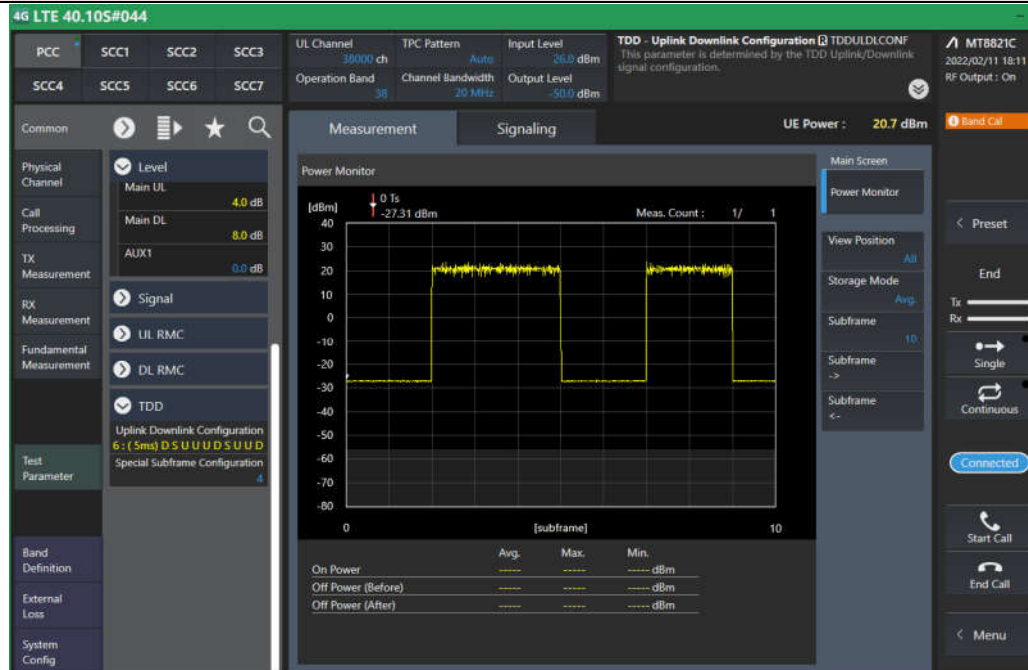 4G LTE 40.10S#044
PCC SCC1 SCC2 SCC3
SCC4 SCC5 SCC6 SCC7
UL Channel
38000 ch
TPC Pattern
Auto
Input Level
26.0 dBm
Operation Band
38
Channel Bandwidth
20 MHz
Output Level
-50.0 dBm
TDD - Uplink Downlink Configuration R TDDULDLCONF
This parameter is determined by the TDD Uplink/Downlink
signal configuration.
MT8821C
2022/02/11 18:11
RF Output : On
Common
Physical
Channel
Call
Processing
TX
Measurement
RX
Measurement
Fundamental
Measurement
Test
Parameter
Band
Definition
External
Loss
System
Config
Level
Main UL
4.0 dB
Main DL
8.0 dB
AUX1
0.0 dB
Signal
UL RMC
DL RMC
TDD
Uplink Downlink Configuration
6 : ( 5ms) D S U U U D S U U D
Special Subframe Configuration
4
Measurement
Signaling
UE Power : 20.7 dBm
Power Monitor
[dBm]
0 Ts
-27.31 dBm
Meas. Count : 1/ 1
40
30
20
10
0
-10
-20
-30
-40
-50
-60
-70
-80
0 [subframe] 10
Avg. Max. Min.
On Power ----- ----- ----- dBm
Off Power (Before) ----- ----- ----- dBm
Off Power (After) ----- ----- ----- dBm
Main Screen
Power Monitor
View Position
All
Storage Mode
Avg.
Subframe
10
Subframe
->
Subframe
<-
Band Cal
Preset
End
Tx
Rx
Single
Continuous
Connected
Start Call
End Call
Menu